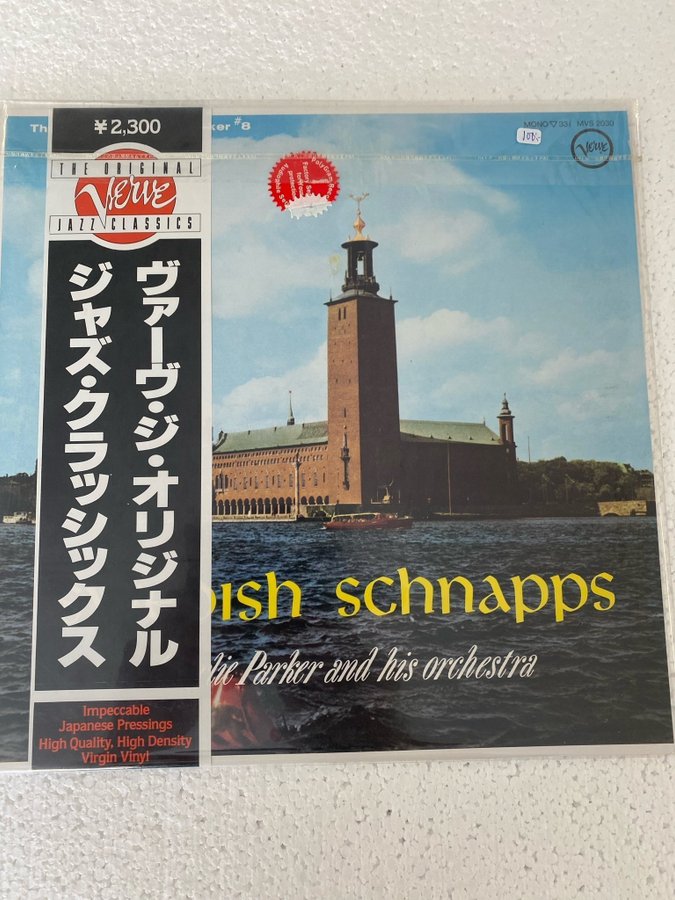 Th
ker #8
¥2,300
MONO 33⅓ MVS 2030
100:-
Verve
THE ORIGINAL
Verve
JAZZ CLASSICS
ヴァーヴ・ジ・オリジナル
ジャズ・クラッシックス
DISH schnapps
lie Parker and his orchestra
Impeccable
Japanese Pressings
High Quality, High Density
Virgin Vinyl